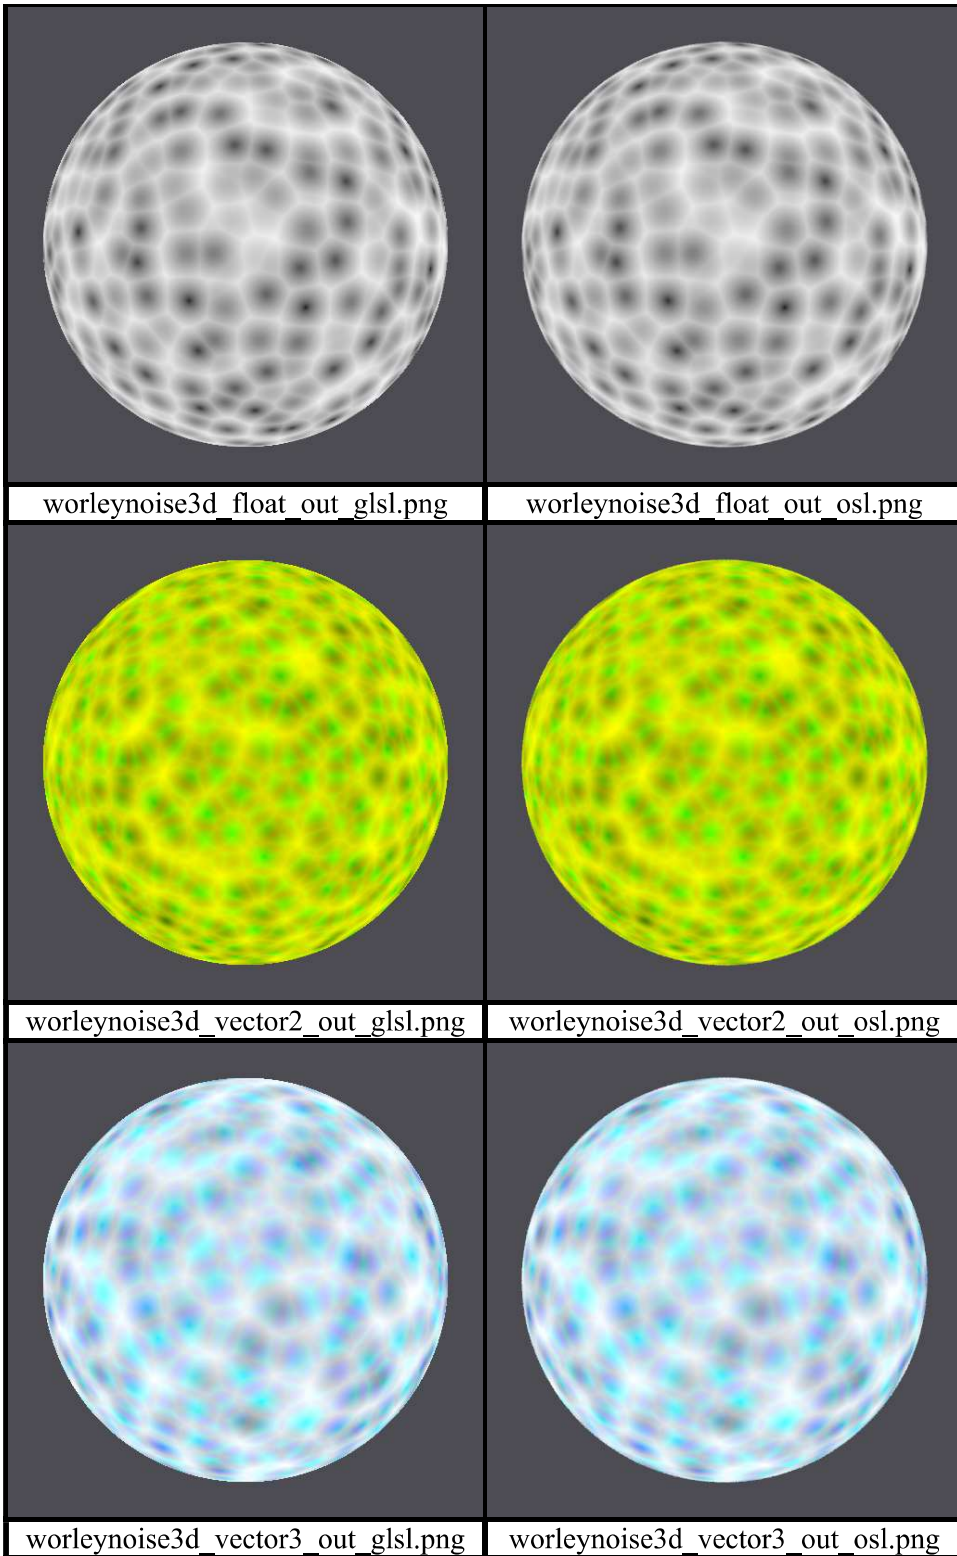 worleynoise3d_float_out_glsl.png
worleynoise3d_float_out_osl.png
worleynoise3d_vector2_out_glsl.png
worleynoise3d_vector2_out_osl.png
worleynoise3d_vector3_out_glsl.png
worleynoise3d_vector3_out_osl.png